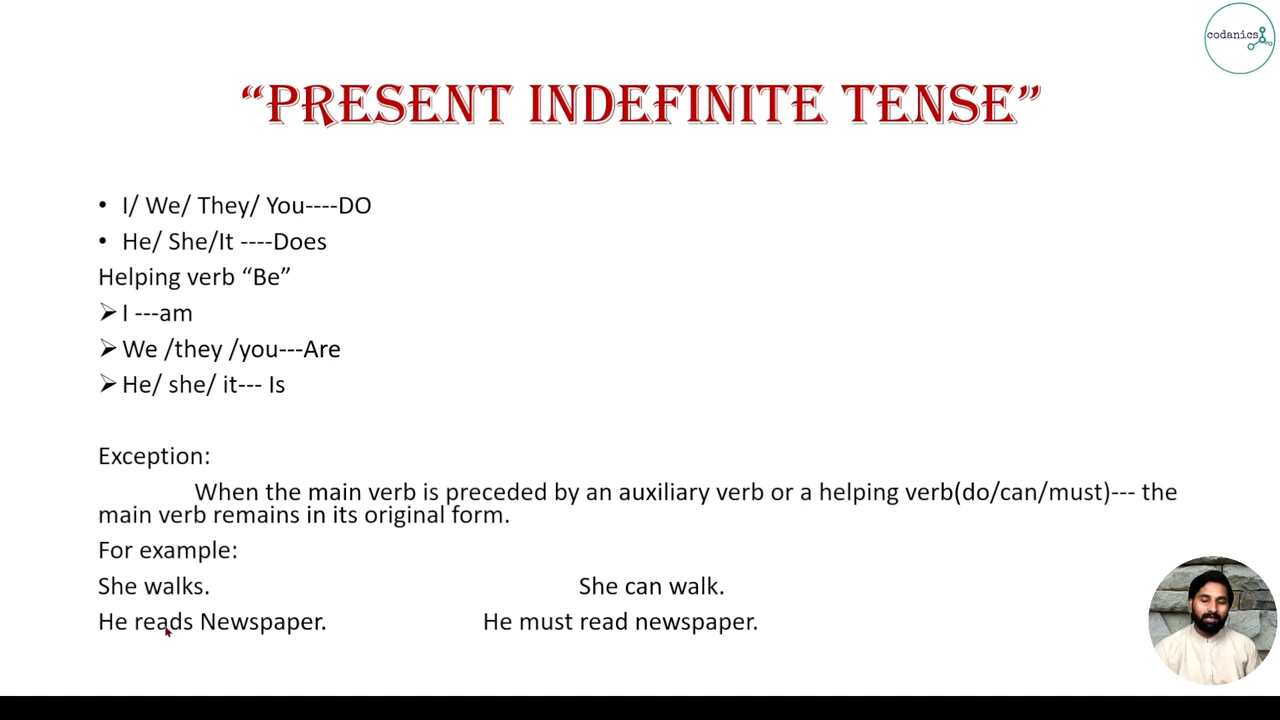 codanics
“PRESENT INDEFINITE TENSE”
• I/ We/ They/ You----DO
• He/ She/It ----Does
Helping verb “Be”
➢ I ---am
➢ We /they /you---Are
➢ He/ she/ it--- Is
Exception:
When the main verb is preceded by an auxiliary verb or a helping verb(do/can/must)--- the
main verb remains in its original form.
For example:
She walks. She can walk.
He reads Newspaper. He must read newspaper.